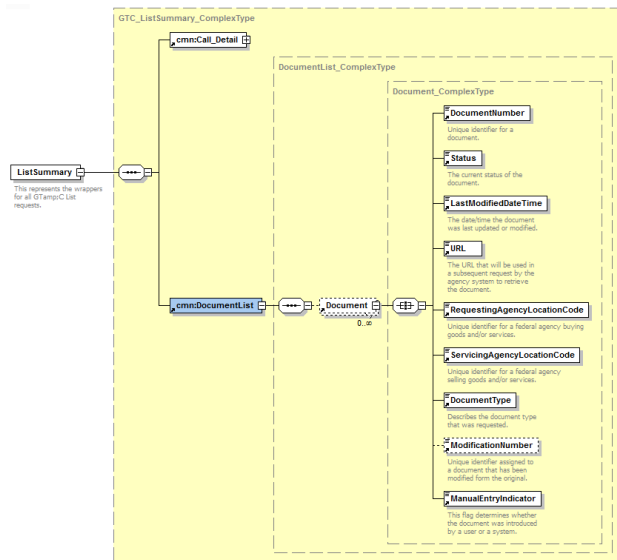 GTC_ListSummary_ComplexType
cmn:Call_Detail
DocumentList_ComplexType
Document_ComplexType
DocumentNumber
Unique identifier for a
document.
Status
The current status of the
document.
ListSummary
This represents the wrappers
for all GTamp;C List
requests.
LastModifiedDateTime
The date/time the document
was last updated or modified.
URL
The URL that will be used in
a subsequent request by the
agency system to retrieve
the document.
cmn:DocumentList
Document
0..∞
RequestingAgencyLocationCode
Unique identifier for a federal agency buying
goods and/or services.
ServicingAgencyLocationCode
Unique identifier for a federal agency
selling goods and/or services.
DocumentType
Describes the document type
that was requested.
ModificationNumber
Unique identifier assigned to
a document that has been
modified form the original.
ManualEntryIndicator
This flag determines whether
the document was introduced
by a user or a system.